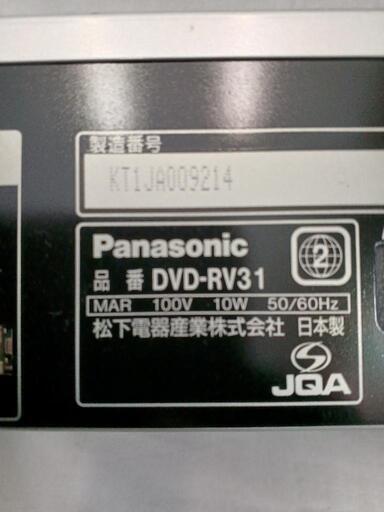 製造番号
KT1JA009214
Panasonic
2
品番 DVD-RV31
MAR 100V 10W 50/60Hz
松下電器産業株式会社 日本製
JQA